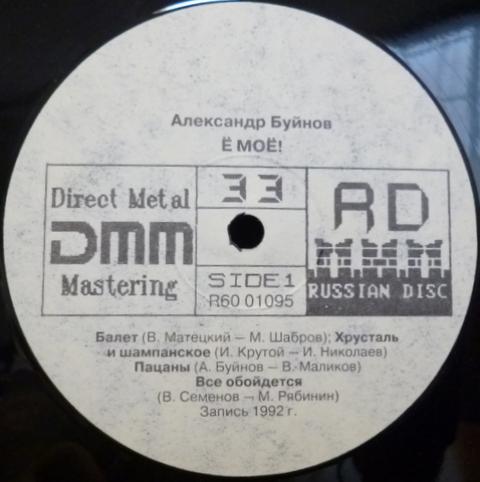 Александр Буйнов
Ё МОЁ!
Direct Metal
DMM
Mastering
33
SIDE 1
R60 01095
RD
RUSSIAN DISC
Балет (В. Матецкий — М. Шабров); Хрусталь
и шампанское (И. Крутой — И. Николаев)
Пацаны (А. Буйнов — В. Маликов)
Все обойдется
(В. Семенов — М. Рябинин)
Запись 1992 г.